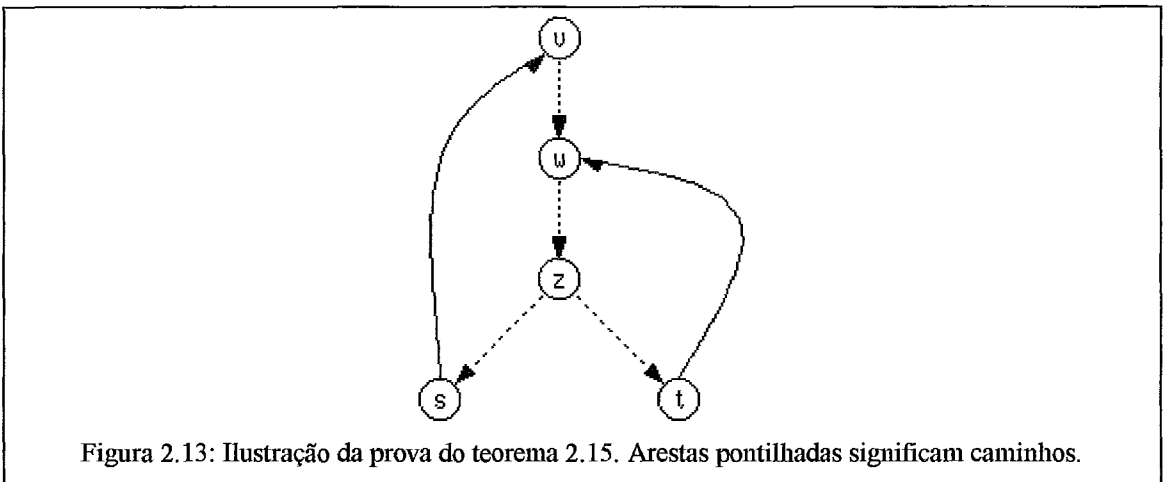 v
w
z
s
t
Figura 2.13: Ilustração da prova do teorema 2.15. Arestas pontilhadas significam caminhos.